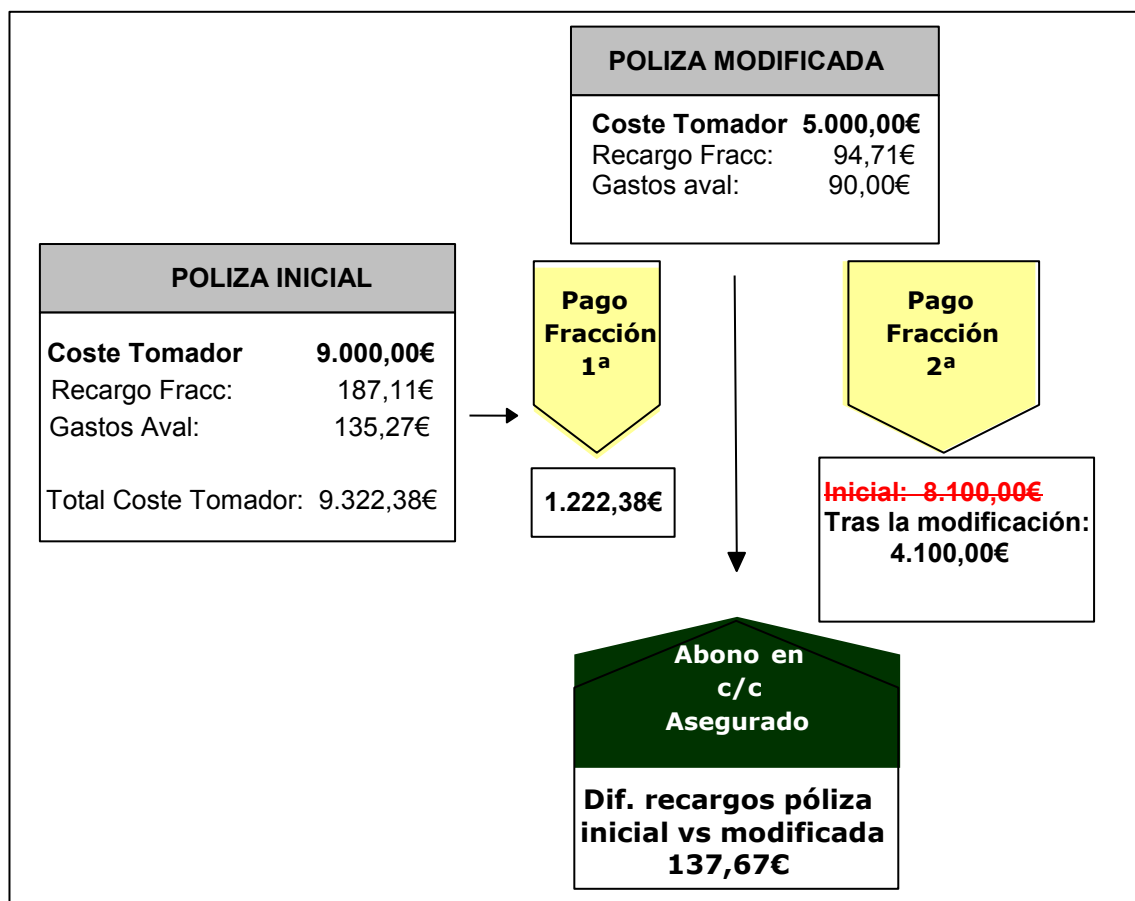 POLIZA MODIFICADA
Coste Tomador 5.000,00€
Recargo Fracc: 94,71€
Gastos aval: 90,00€
POLIZA INICIAL
Coste Tomador 9.000,00€
Recargo Fracc: 187,11€
Gastos Aval: 135,27€
Total Coste Tomador: 9.322,38€
Pago
Fracción
1ª
1.222,38€
Pago
Fracción
2ª
Inicial: 8.100,00€
Tras la modificación:
4.100,00€
Abono en
c/c
Asegurado
Dif. recargos póliza
inicial vs modificada
137,67€